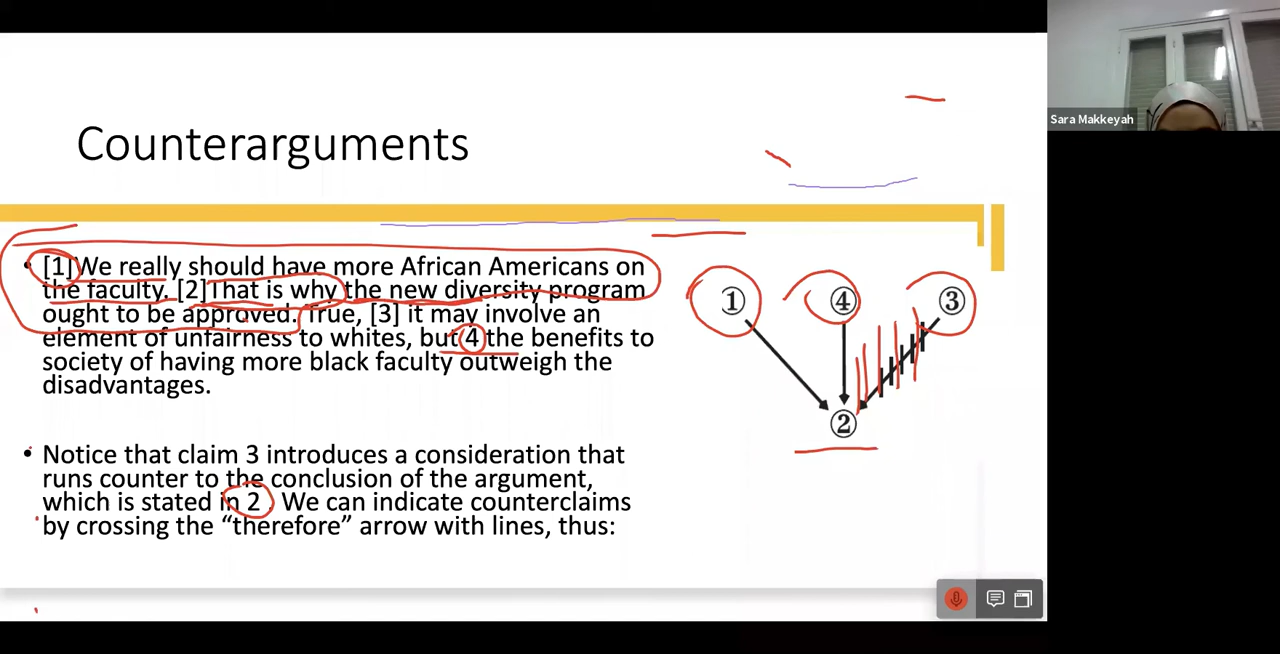 Sara Makkeyah
Counterarguments
• [1]We really should have more African Americans on
the faculty. [2]That is why the new diversity program
ought to be approved. True, [3] it may involve an
element of unfairness to whites, but 4 the benefits to
society of having more black faculty outweigh the
disadvantages.
① ④ ③
②
• Notice that claim 3 introduces a consideration that
runs counter to the conclusion of the argument,
which is stated in 2 . We can indicate counterclaims
by crossing the “therefore” arrow with lines, thus: